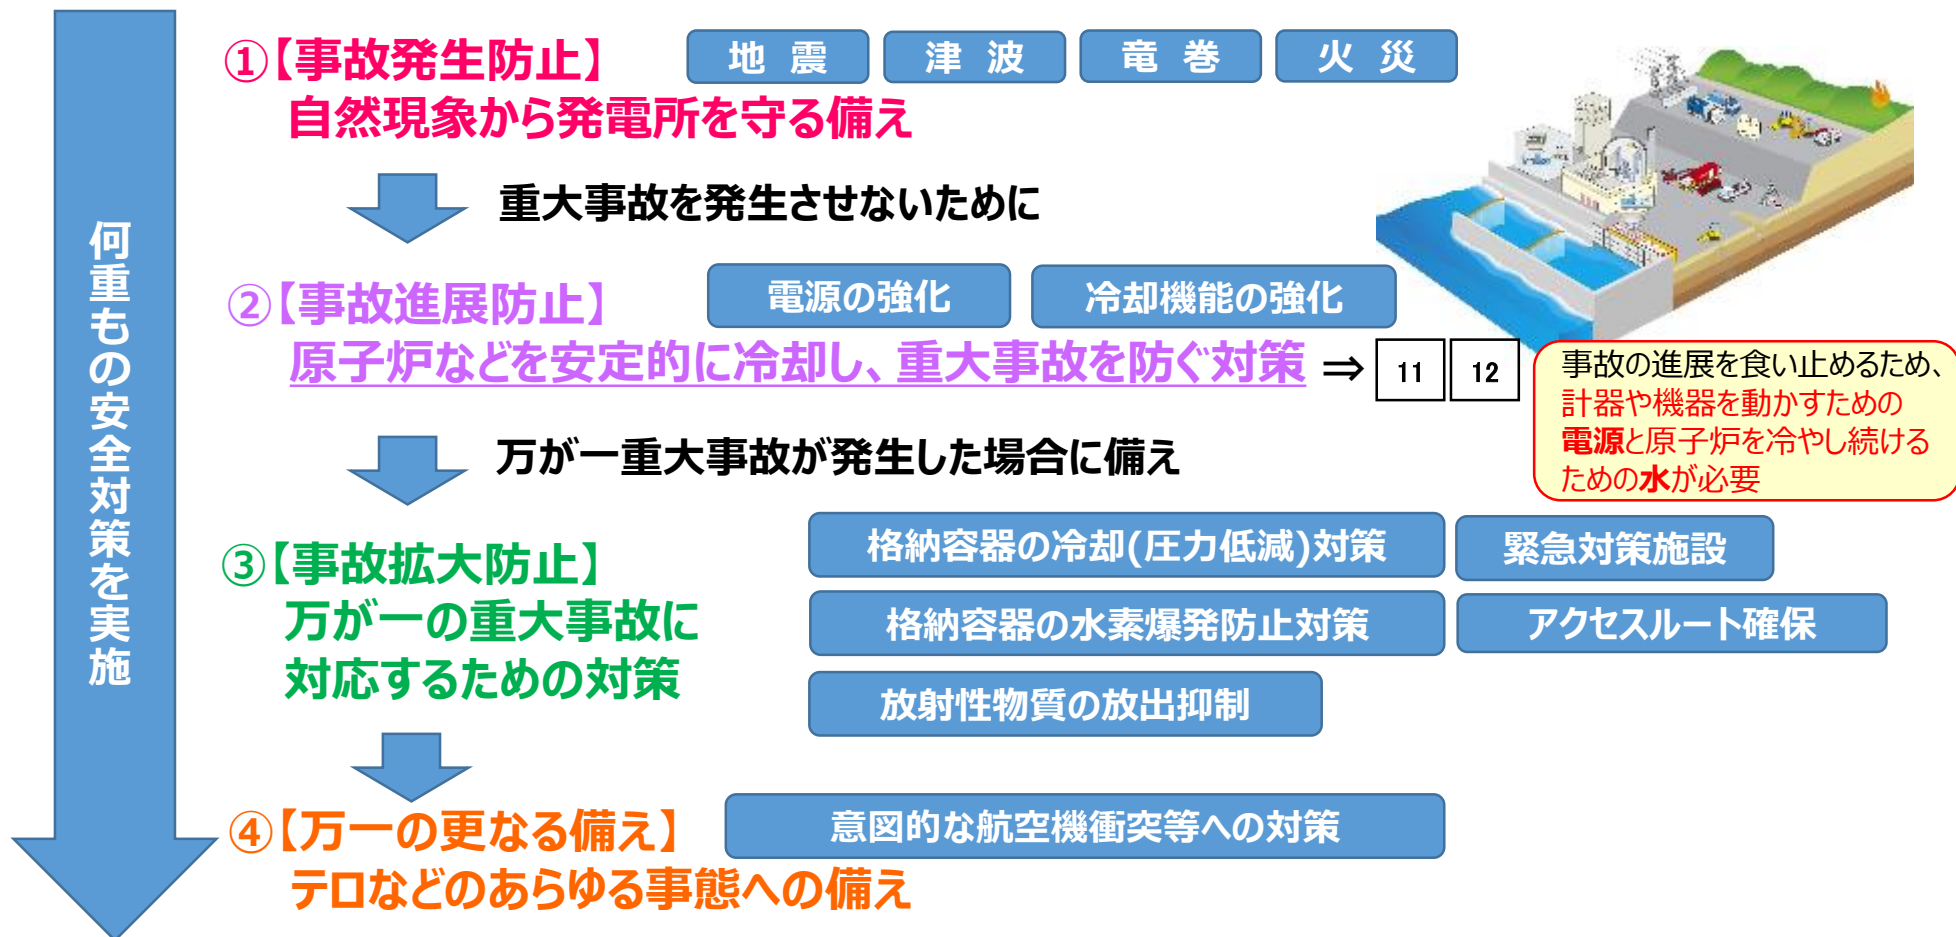 何重もの安全対策を実施
①【事故発生防止】
地 震
津 波
竜 巻
火 災
自然現象から発電所を守る備え
重大事故を発生させないために
②【事故進展防止】
電源の強化
冷却機能の強化
原子炉などを安定的に冷却し、重大事故を防ぐ対策 ⇒ 11 12
事故の進展を食い止めるため、
計器や機器を動かすための
電源と原子炉を冷やし続ける
ための水が必要
万が一重大事故が発生した場合に備え
③【事故拡大防止】
万が一の重大事故に
対応するための対策
格納容器の冷却(圧力低減)対策
緊急対策施設
格納容器の水素爆発防止対策
アクセスルート確保
放射性物質の放出抑制
④【万一の更なる備え】
意図的な航空機衝突等への対策
テロなどのあらゆる事態への備え